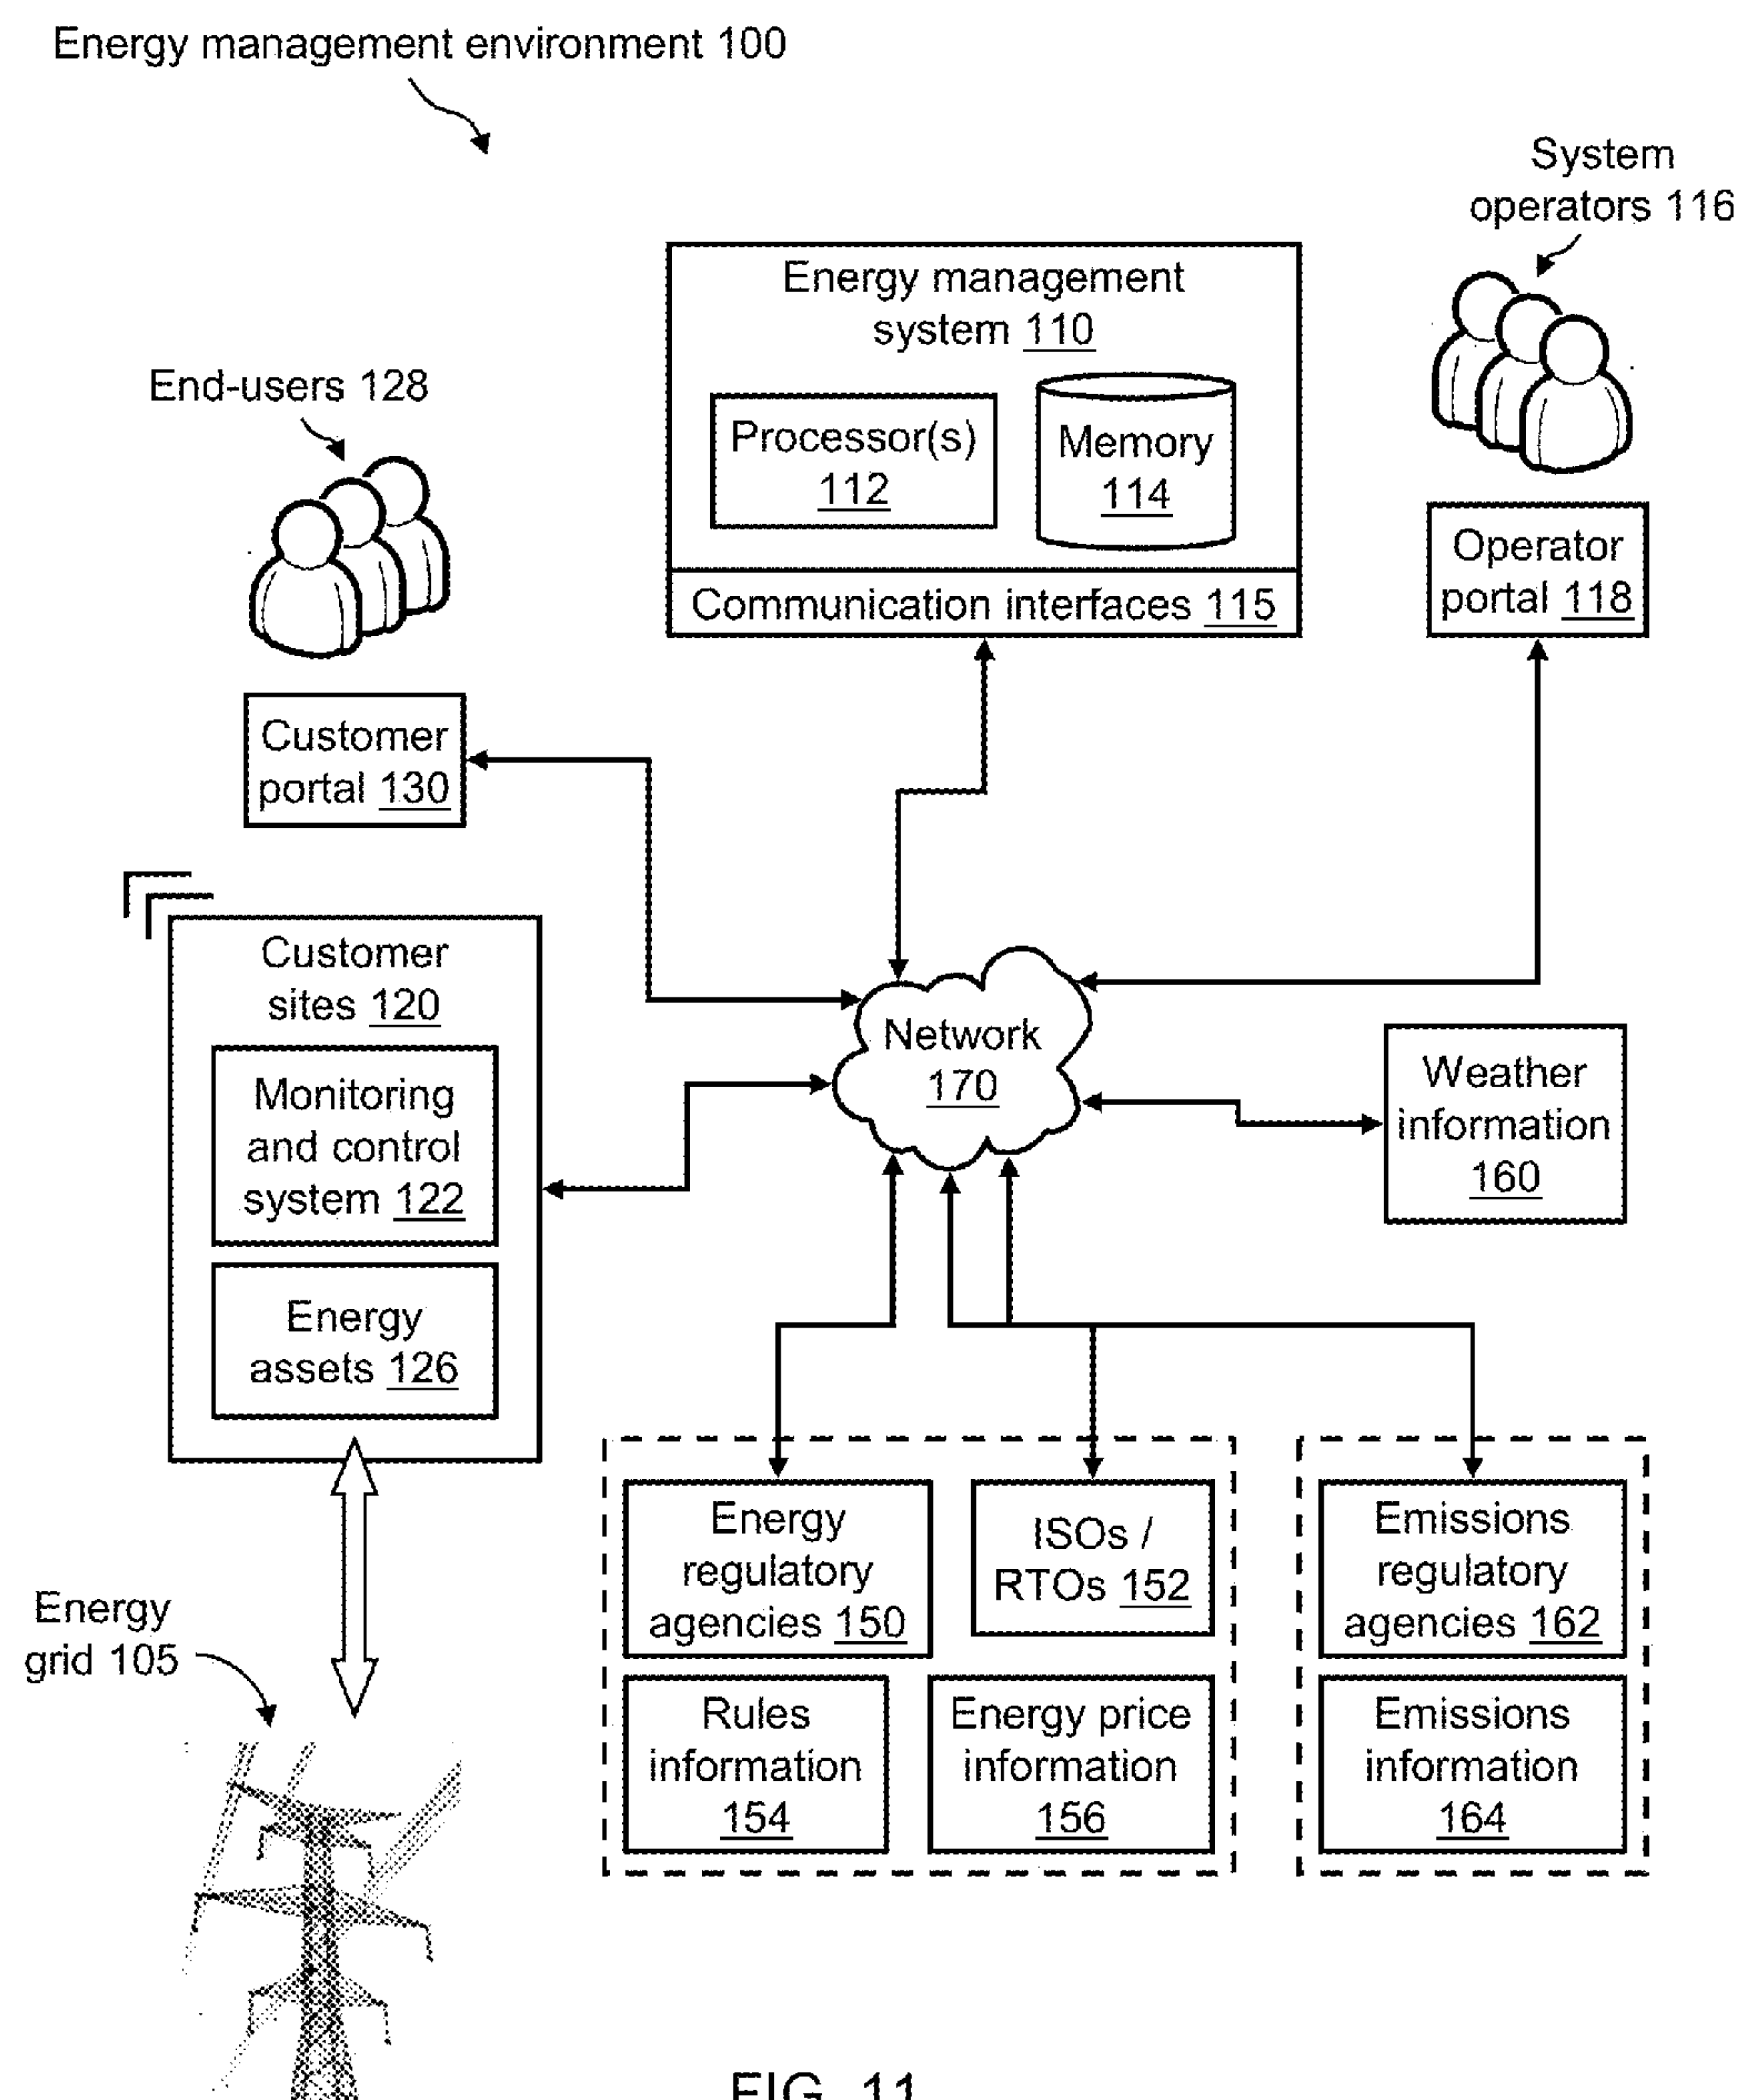 Energy management environment 100
System
operators 116
Energy management
system 110
Processor(s)
112
Memory
114
Communication interfaces 115
End-users 128
Operator
portal 118
Customer
portal 130
Customer
sites 120
Monitoring
and control
system 122
Energy
assets 126
Network
170
Weather
information
160
Energy
regulatory
agencies 150
ISOs /
RTOs 152
Emissions
regulatory
agencies 162
Energy
grid 105
Rules
information
154
Energy price
information
156
Emissions
information
164
FIG. 11